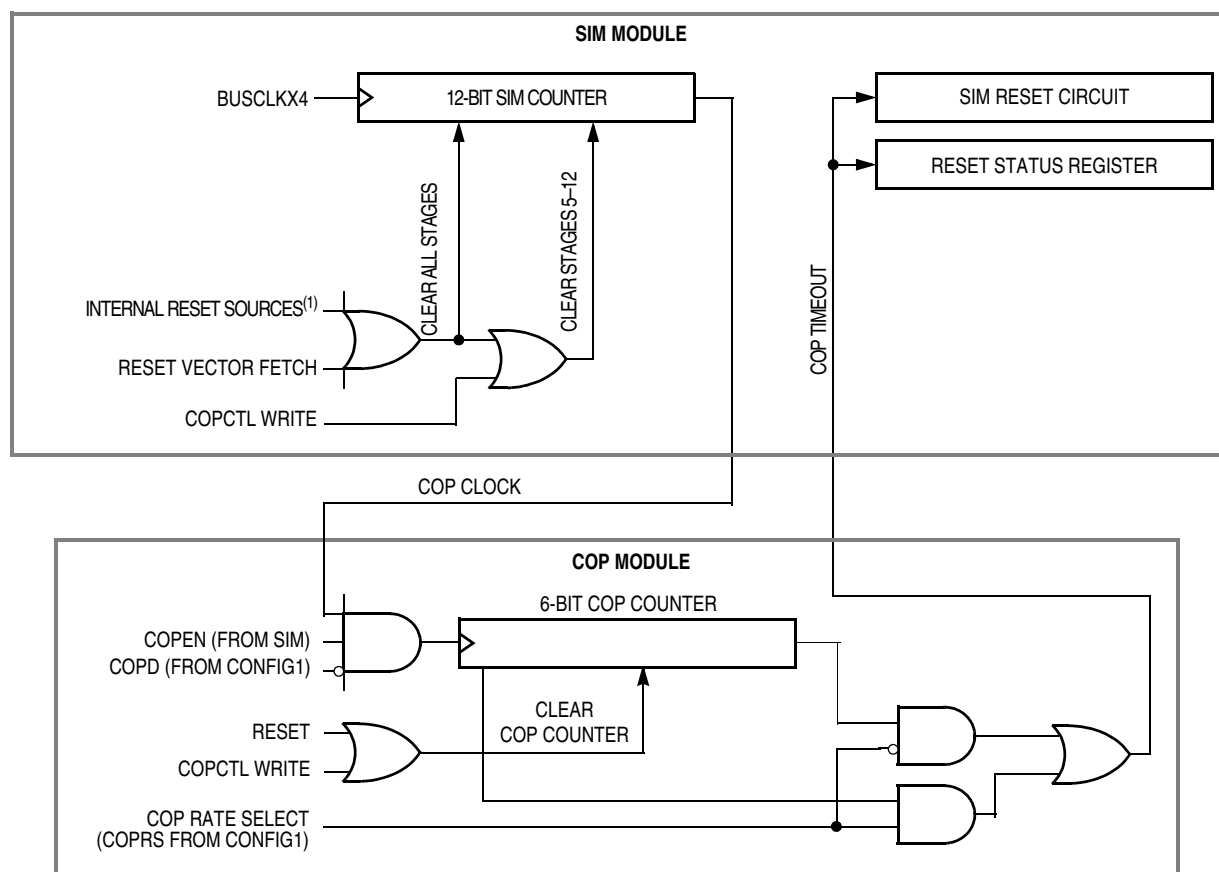 SIM MODULE
BUSCLKX4
12-BIT SIM COUNTER
SIM RESET CIRCUIT
RESET STATUS REGISTER
CLEAR ALL STAGES
CLEAR STAGES 5–12
COP TIMEOUT
INTERNAL RESET SOURCES(1)
RESET VECTOR FETCH
COPCTL WRITE
COP CLOCK
COP MODULE
6-BIT COP COUNTER
COPEN (FROM SIM)
COPD (FROM CONFIG1)
CLEAR
COP COUNTER
RESET
COPCTL WRITE
COP RATE SELECT
(COPRS FROM CONFIG1)